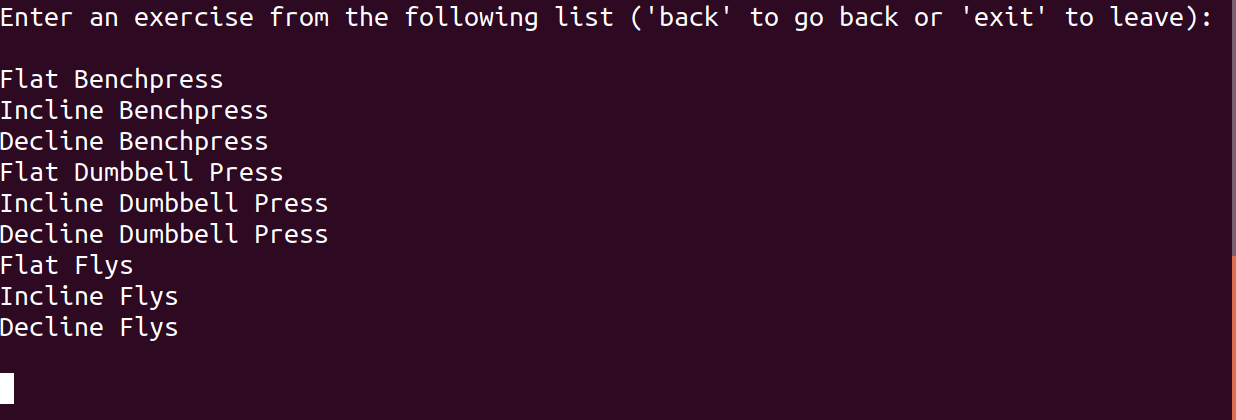 Enter an exercise from the following list ('back' to go back or 'exit' to leave):
Flat Benchpress
Incline Benchpress
Decline Benchpress
Flat Dumbbell Press
Incline Dumbbell Press
Decline Dumbbell Press
Flat Flys
Incline Flys
Decline Flys